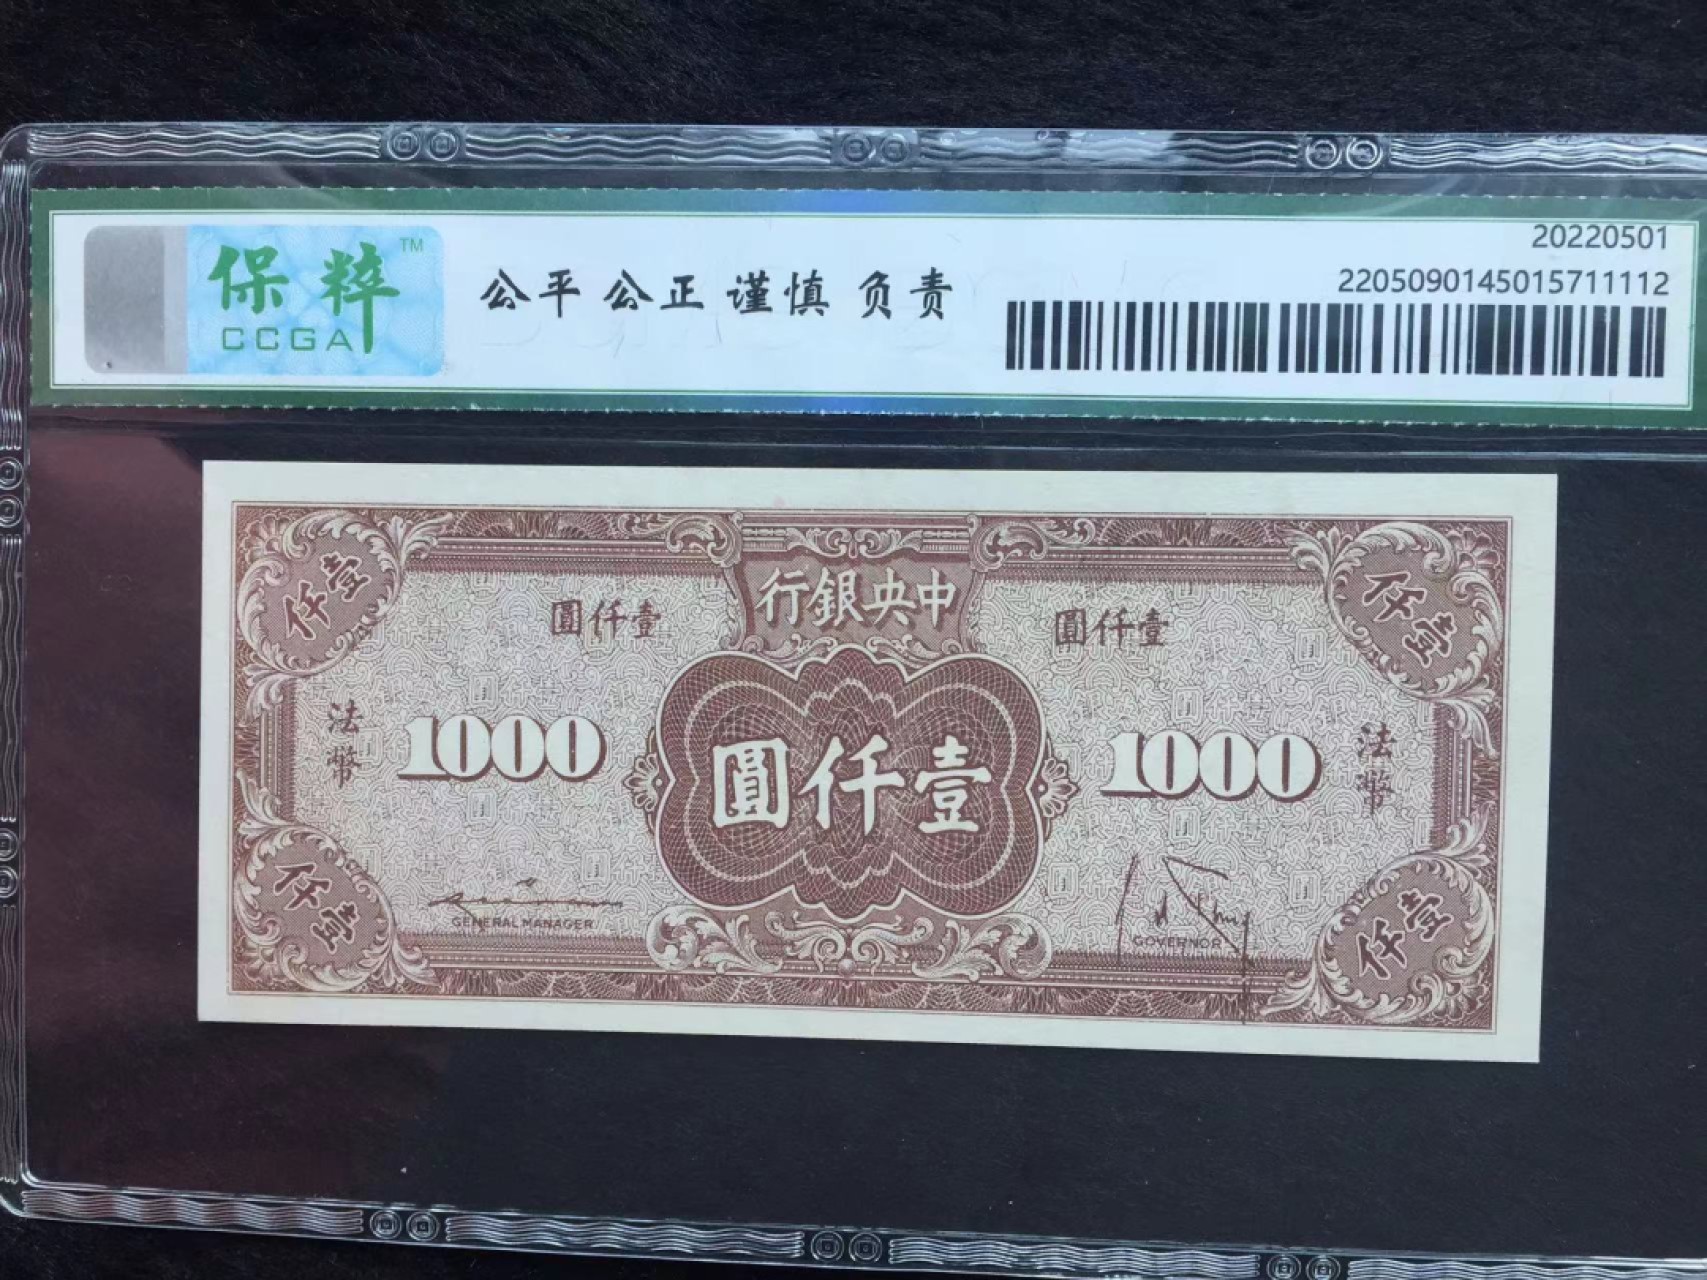 保粹™
CCGA
公平 公正 谨慎 负责
20220501
2205090145015711112
行銀央中
仟壹
圓仟壹
圓仟壹
仟壹
法幣
1000
圓仟壹
1000
法幣
GENERAL MANAGER
GOVERNOR
仟壹
仟壹